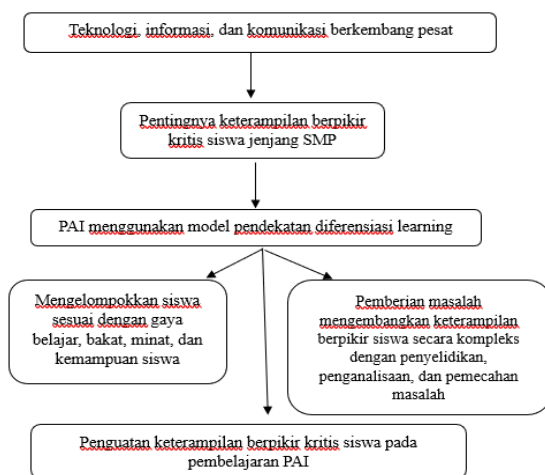 Teknologi, informasi, dan komunikasi berkembang pesat
Pentingnya keterampilan berpikir
kritis siswa jenjang SMP
PAI menggunakan model pendekatan diferensiasi learning
Mengelompokkan siswa
sesuai dengan gaya
belajar, bakat, minat, dan
kemampuan siswa
Pemberian masalah
mengembangkan keterampilan
berpikir siswa secara kompleks
dengan penyelidikan,
penganalisaan, dan pemecahan
masalah
Penguatan keterampilan berpikir kritis siswa pada
pembelajaran PAI